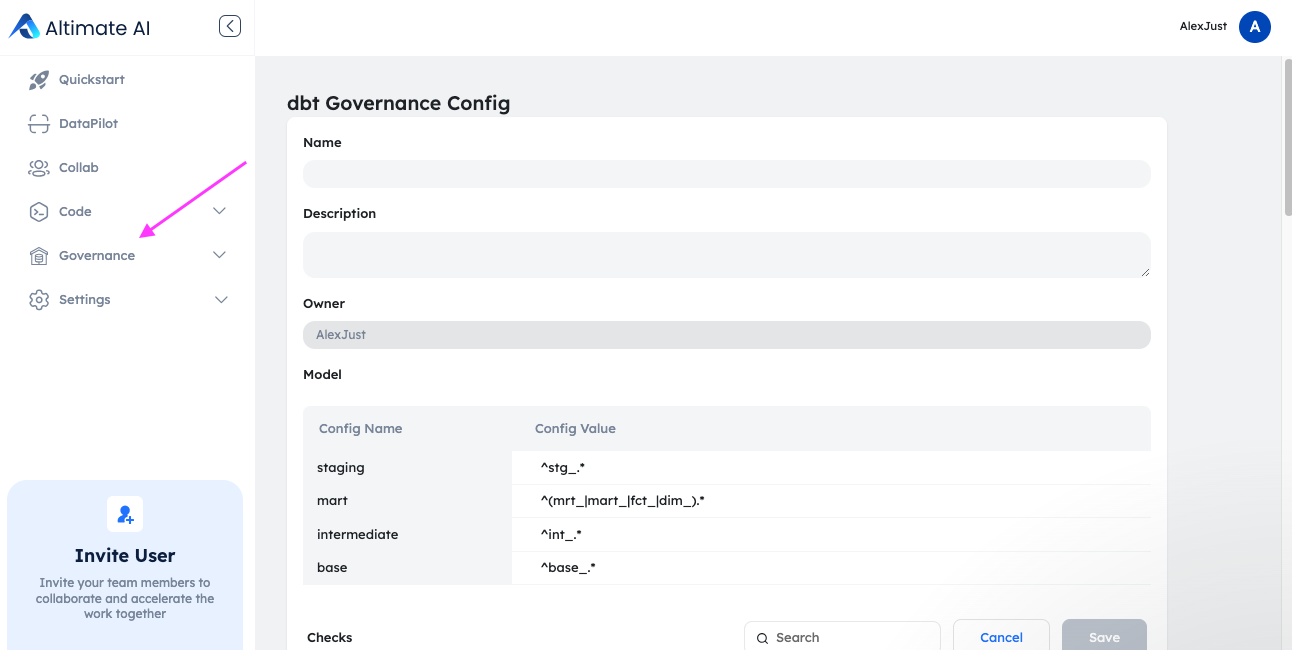 Altimate AI
AlexJust
A
Quickstart
DataPilot
Collab
Code
Governance
Settings
Invite User
Invite your team members to
collaborate and accelerate the
work together
dbt Governance Config
Name
Description
Owner
AlexJust
Model
Config Name Config Value
staging ^stg_.*
mart ^(mrt_|mart_|fct_|dim_).*
intermediate ^int_.*
base ^base_.*
Checks Search Cancel Save